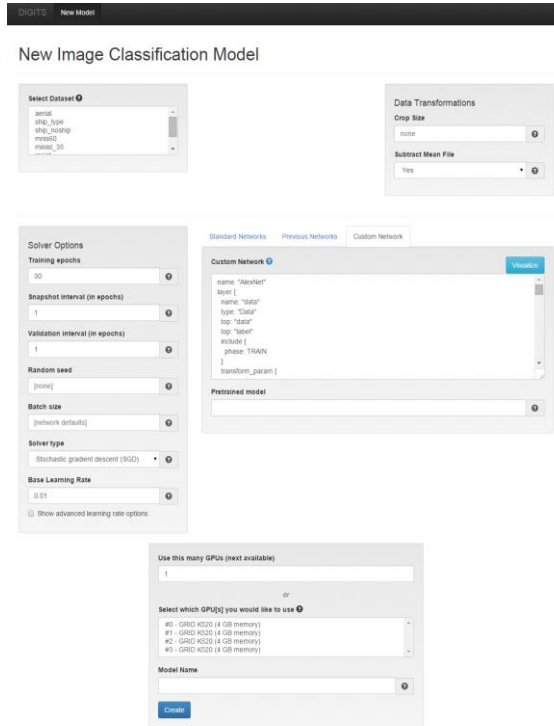 DIGITS New Model
New Image Classification Model
Select Dataset
aerial
ship_type
ship_noship
mnis60
minist_35
Data Transformations
Crop Size
none
Subtract Mean File
Yes
Solver Options
Training epochs
30
Snapshot interval (in epochs)
1
Validation interval (in epochs)
1
Random seed
[none]
Batch size
[network defaults]
Solver type
Stochastic gradient descent (SGD)
Base Learning Rate
0.01
Show advanced learning rate options
Standard Networks Previous Networks Custom Network
Custom Network
Visualize
name: "AlexNet"
layer {
name: "data"
type: "Data"
top: "data"
top: "label"
include {
phase: TRAIN
}
transform_param {
Pretrained model
Use this many GPUs (next available)
1
or
Select which GPU[s] you would like to use
#0 - GRID K520 (4 GB memory)
#1 - GRID K520 (4 GB memory)
#2 - GRID K520 (4 GB memory)
#3 - GRID K520 (4 GB memory)
Model Name
Create